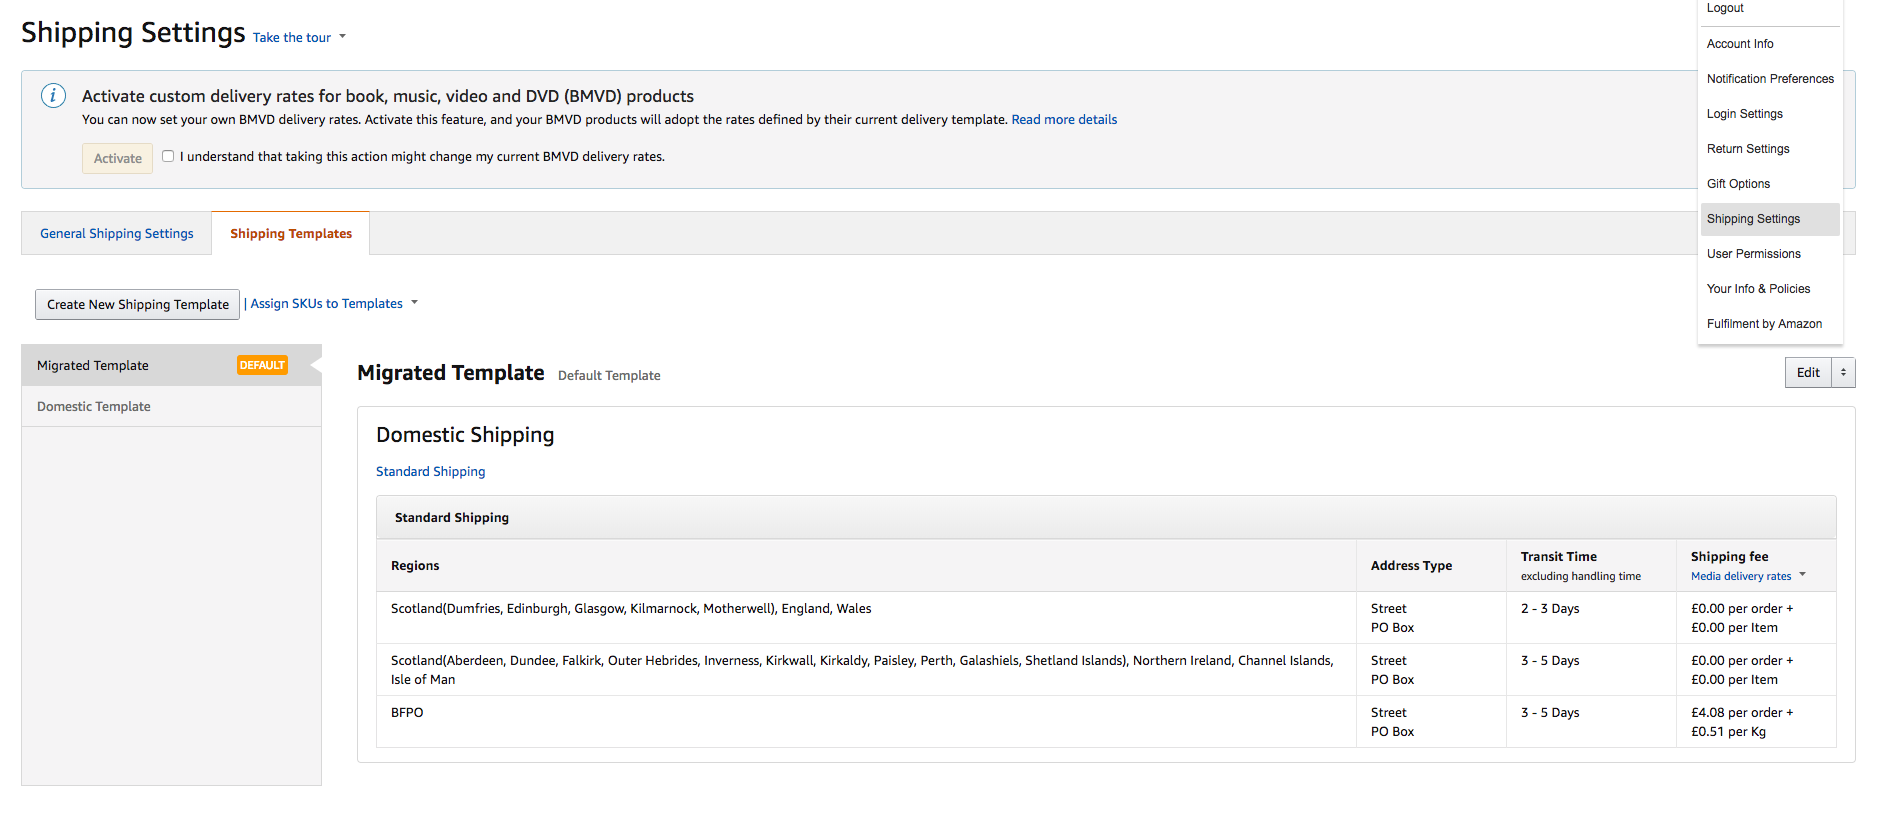 Shipping Settings Take the tour
Activate custom delivery rates for book, music, video and DVD (BMVD) products
You can now set your own BMVD delivery rates. Activate this feature, and your BMVD products will adopt the rates defined by their current delivery template. Read more details
Activate I understand that taking this action might change my current BMVD delivery rates.
Logout
Account Info
Notification Preferences
Login Settings
Return Settings
Gift Options
Shipping Settings
User Permissions
Your Info & Policies
Fulfilment by Amazon
General Shipping Settings Shipping Templates
Create New Shipping Template | Assign SKUs to Templates
Migrated Template DEFAULT
Domestic Template
Migrated Template Default Template Edit
Domestic Shipping
Standard Shipping
Standard Shipping
Regions Address Type Transit Time excluding handling time Shipping fee Media delivery rates
Scotland(Dumfries, Edinburgh, Glasgow, Kilmarnock, Motherwell), England, Wales Street 2 - 3 Days £0.00 per order +
PO Box £0.00 per Item
Scotland(Aberdeen, Dundee, Falkirk, Outer Hebrides, Inverness, Kirkwall, Kirkaldy, Paisley, Perth, Galashiels, Shetland Islands), Northern Ireland, Channel Islands, Street 3 - 5 Days £0.00 per order +
Isle of Man PO Box £0.00 per Item
BFPO Street 3 - 5 Days £4.08 per order +
PO Box £0.51 per Kg